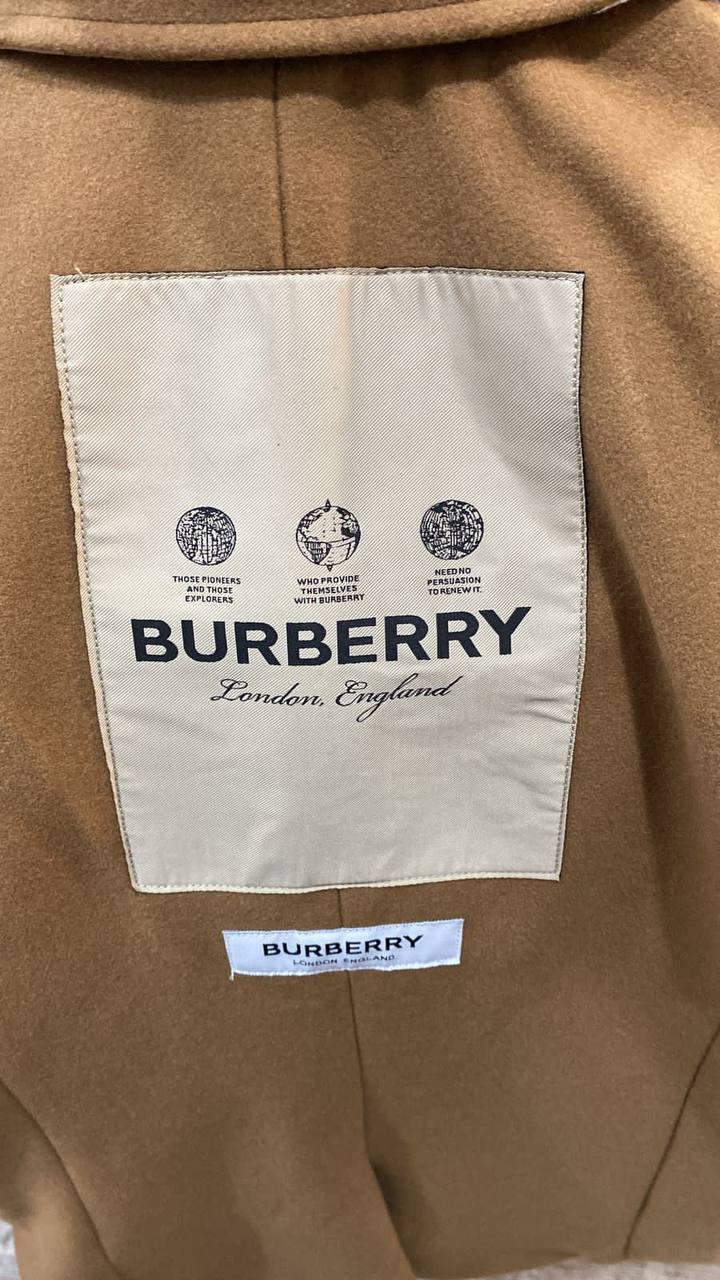 THOSE PIONEERS
AND THOSE
EXPLORERS
WHO PROVIDE
THEMSELVES
WITH BURBERRY
NEED NO
PERSUASION
TO RENEW IT.
BURBERRY
London, England
BURBERRY
LONDON ENGLAND